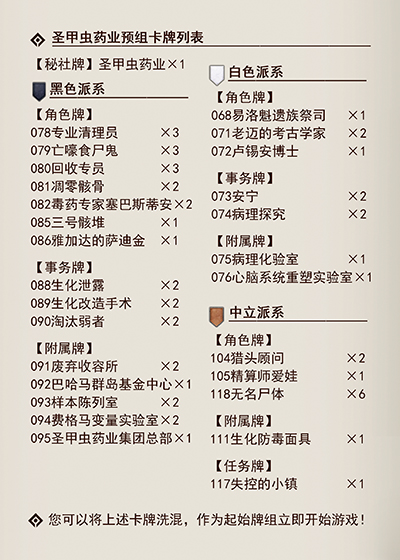 圣甲虫药业预组卡牌列表
【秘社牌】圣甲虫药业×1
黑色派系
【角色牌】
078专业清理员 ×3
079亡嚎食尸鬼 ×3
080回收专员 ×3
081凋零骸骨 ×2
082毒药专家塞巴斯蒂安×2
085三号骸堆 ×1
086雅加达的萨迪金 ×1
【事务牌】
088生化泄露 ×2
089生化改造手术 ×2
090淘汰弱者 ×2
【附属牌】
091废弃收容所 ×2
092巴哈马群岛基金中心×1
093样本陈列室 ×2
094费格马变量实验室×2
095圣甲虫药业集团总部×1
白色派系
【角色牌】
068易洛魁遗族祭司 ×1
071老迈的考古学家 ×2
072卢锡安博士 ×1
【事务牌】
073安宁 ×2
074病理探究 ×2
【附属牌】
075病理化验室 ×1
076心脑系统重塑实验室×1
中立派系
【角色牌】
104猎头顾问 ×2
105精算师爱娃 ×1
118无名尸体 ×6
【附属牌】
111生化防毒面具 ×1
【任务牌】
117失控的小镇 ×1
您可以将上述卡牌洗混，作为起始牌组立即开始游戏！